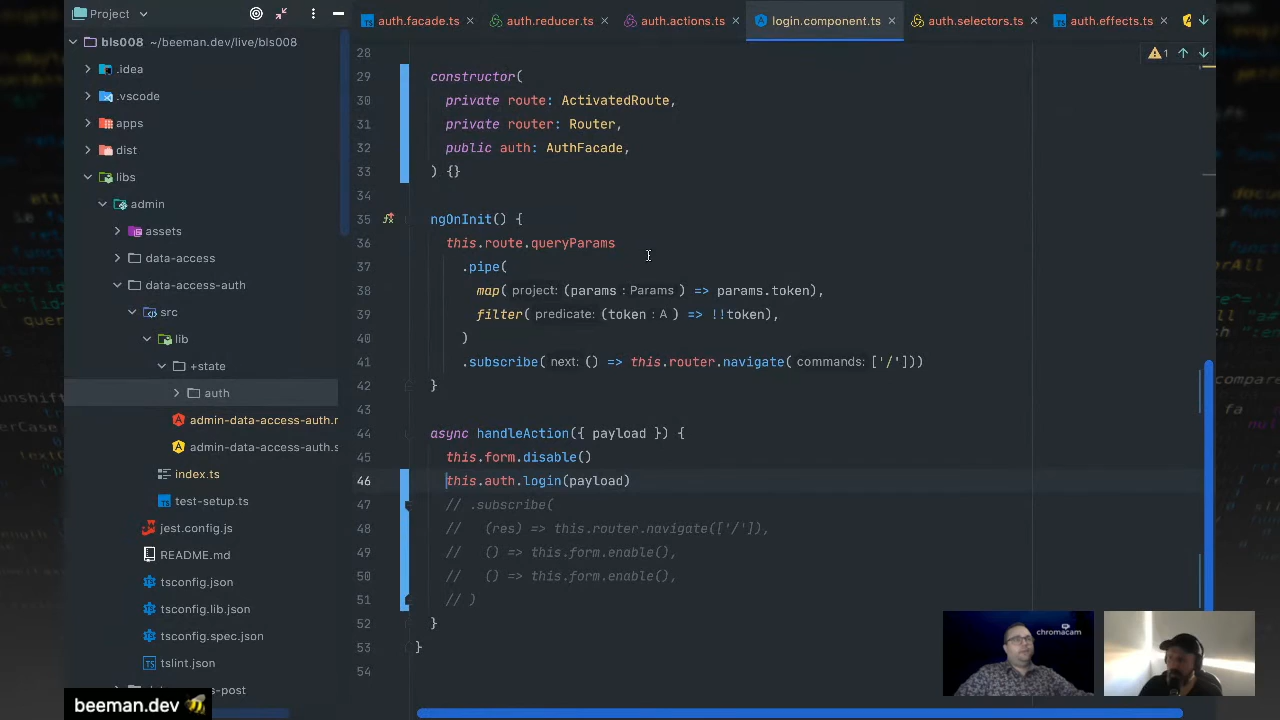 Project
auth.facade.ts
auth.reducer.ts
auth.actions.ts
login.component.ts
auth.selectors.ts
auth.effects.ts
bls008 ~/beeman.dev/live/bls008
.idea
.vscode
apps
dist
libs
admin
assets
data-access
data-access-auth
src
lib
+state
auth
admin-data-access-auth.
admin-data-access-auth.s
index.ts
test-setup.ts
jest.config.js
README.md
tsconfig.json
tsconfig.lib.json
tsconfig.spec.json
tslint.json
s-post
1
28
29 constructor(
30 private route: ActivatedRoute,
31 private router: Router,
32 public auth: AuthFacade,
33 ) {}
34
35 ngOnInit() {
36 this.route.queryParams
37 .pipe(
38 map( project: (params : Params ) => params.token),
39 filter( predicate: (token : A ) => !!token),
40 )
41 .subscribe( next: () => this.router.navigate( commands: ['/']))
42 }
43
44 async handleAction({ payload }) {
45 this.form.disable()
46 this.auth.login(payload)
47 // .subscribe(
48 // (res) => this.router.navigate(['/']),
49 // () => this.form.enable(),
50 // () => this.form.enable(),
51 // )
52 }
53 }
54
chromacam
beeman.dev